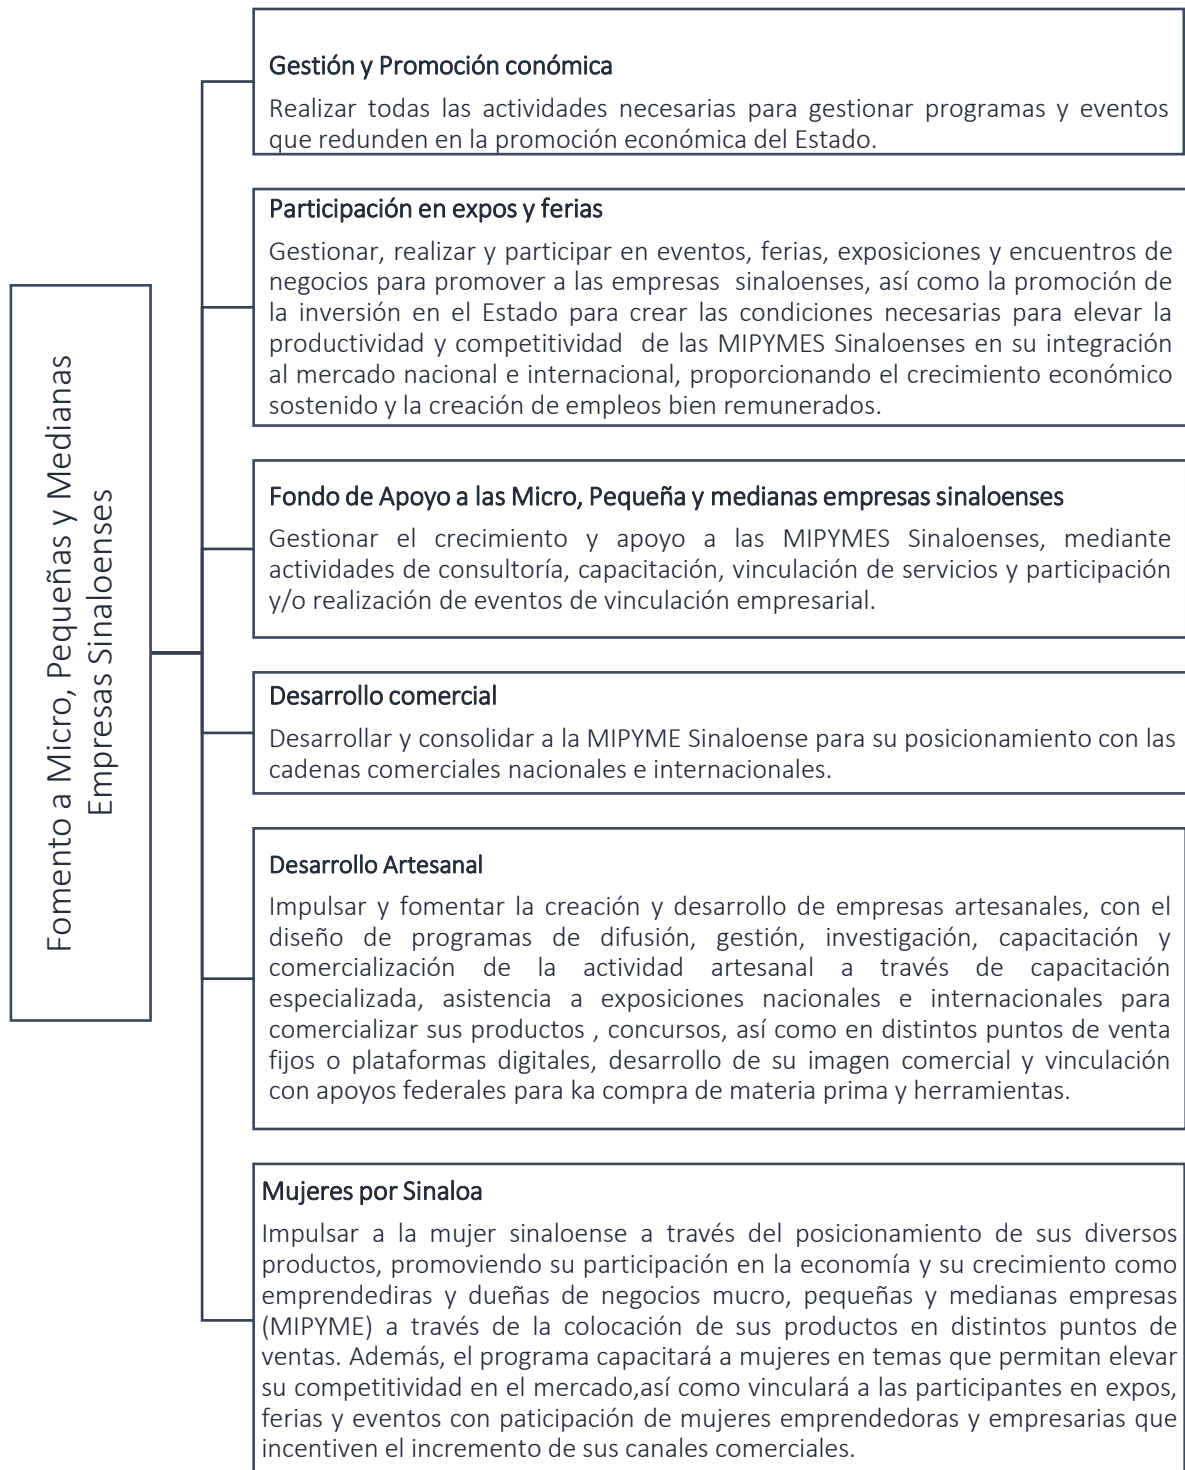 Fomento a Micro, Pequeñas y Medianas
Empresas Sinaloenses
Gestión y Promoción conómica
Realizar todas las actividades necesarias para gestionar programas y eventos
que redunden en la promoción económica del Estado.
Participación en expos y ferias
Gestionar, realizar y participar en eventos, ferias, exposiciones y encuentros de
negocios para promover a las empresas  sinaloenses, así como la promoción de
la inversión en el Estado para crear las condiciones necesarias para elevar la
productividad y competitividad  de las MIPYMES Sinaloenses en su integración
al mercado nacional e internacional, proporcionando el crecimiento económico
sostenido y la creación de empleos bien remunerados.
Fondo de Apoyo a las Micro, Pequeña y medianas empresas sinaloenses
Gestionar el crecimiento y apoyo a las MIPYMES Sinaloenses, mediante
actividades de consultoría, capacitación, vinculación de servicios y participación
y/o realización de eventos de vinculación empresarial.
Desarrollo comercial
Desarrollar y consolidar a la MIPYME Sinaloense para su posicionamiento con las
cadenas comerciales nacionales e internacionales.
Desarrollo Artesanal
Impulsar y fomentar la creación y desarrollo de empresas artesanales, con el
diseño de programas de difusión, gestión, investigación, capacitación y
comercialización de la actividad artesanal a través de capacitación
especializada, asistencia a exposiciones nacionales e internacionales para
comercializar sus productos , concursos, así como en distintos puntos de venta
fijos o plataformas digitales, desarrollo de su imagen comercial y vinculación
con apoyos federales para ka compra de materia prima y herramientas.
Mujeres por Sinaloa
Impulsar a la mujer sinaloense a través del posicionamiento de sus diversos
productos, promoviendo su participación en la economía y su crecimiento como
emprendediras y dueñas de negocios mucro, pequeñas y medianas empresas
(MIPYME) a través de la colocación de sus productos en distintos puntos de
ventas. Además, el programa capacitará a mujeres en temas que permitan elevar
su competitividad en el mercado,así como vinculará a las participantes en expos,
ferias y eventos con paticipación de mujeres emprendedoras y empresarias que
incentiven el incremento de sus canales comerciales.